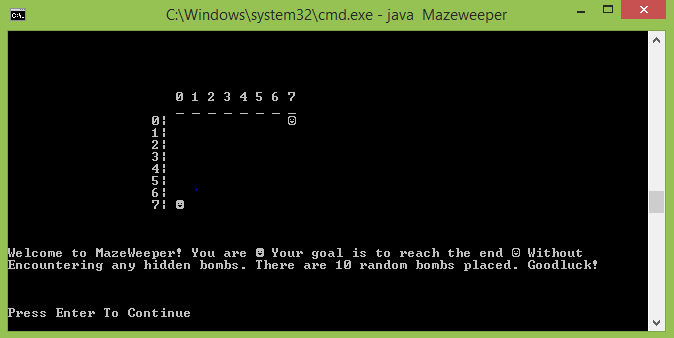 C:\Windows\system32\cmd.exe - java  Mazeweeper
0 1 2 3 4 5 6 7
_ _ _ _ _ _ _ _
0¦ ☺
1¦
2¦
3¦
4¦
5¦
6¦
7¦ ☻
Welcome to MazeWeeper! You are ☻ Your goal is to reach the end ☺ Without
Encountering any hidden bombs. There are 10 random bombs placed. Goodluck!
Press Enter To Continue